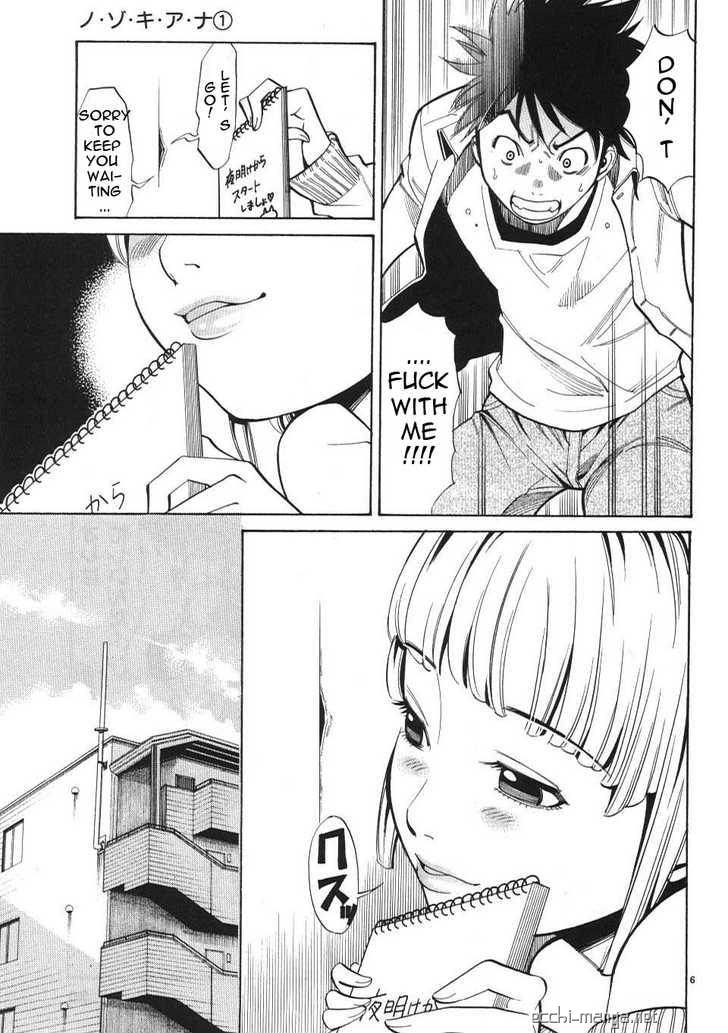 ノ・ゾ・キ・ア・ナ①
DON'T
....
FUCK
WITH
ME
!!!!
LET'S
GO!
SORRY
TO
KEEP
YOU
WAI-
TING
...
夜明けから
スタート
しましょ♡
から
クスッ
夜明けか
6
ecchi-manga.net